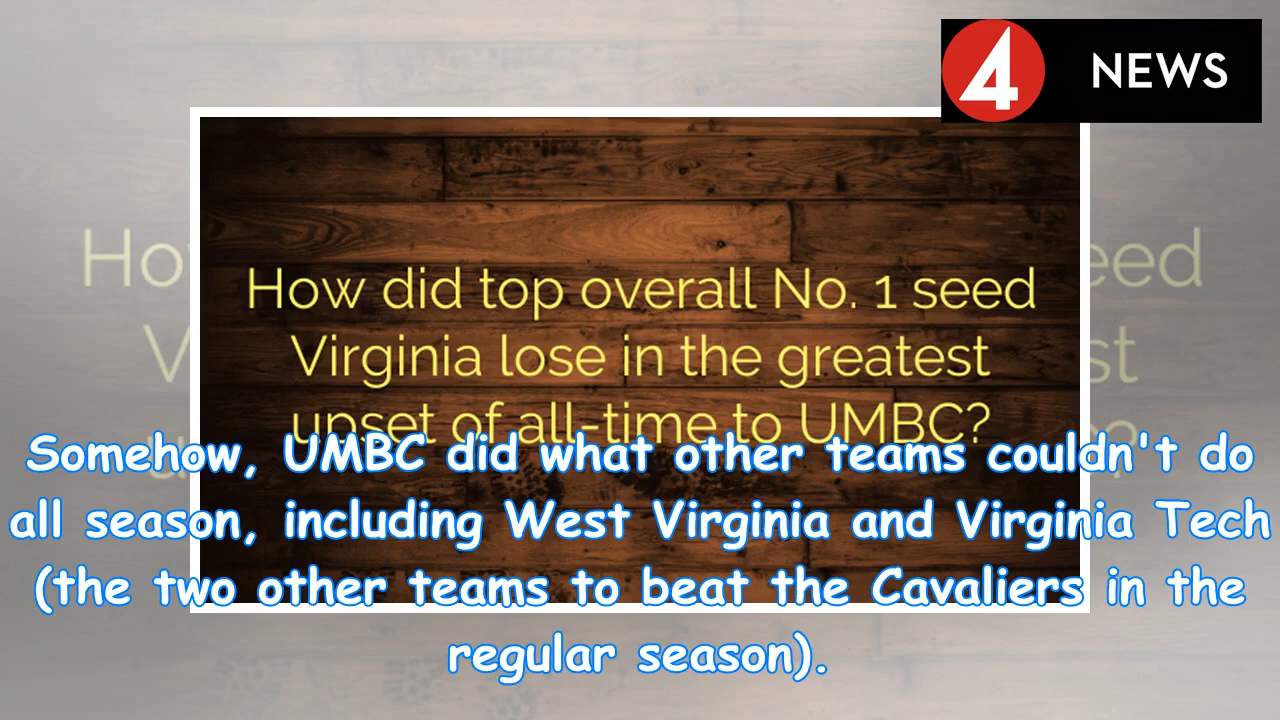 4 NEWS
How did top overall No. 1 seed
Virginia lose in the greatest
upset of all-time to UMBC?
Somehow, UMBC did what other teams couldn't do
all season, including West Virginia and Virginia Tech
(the two other teams to beat the Cavaliers in the
regular season).